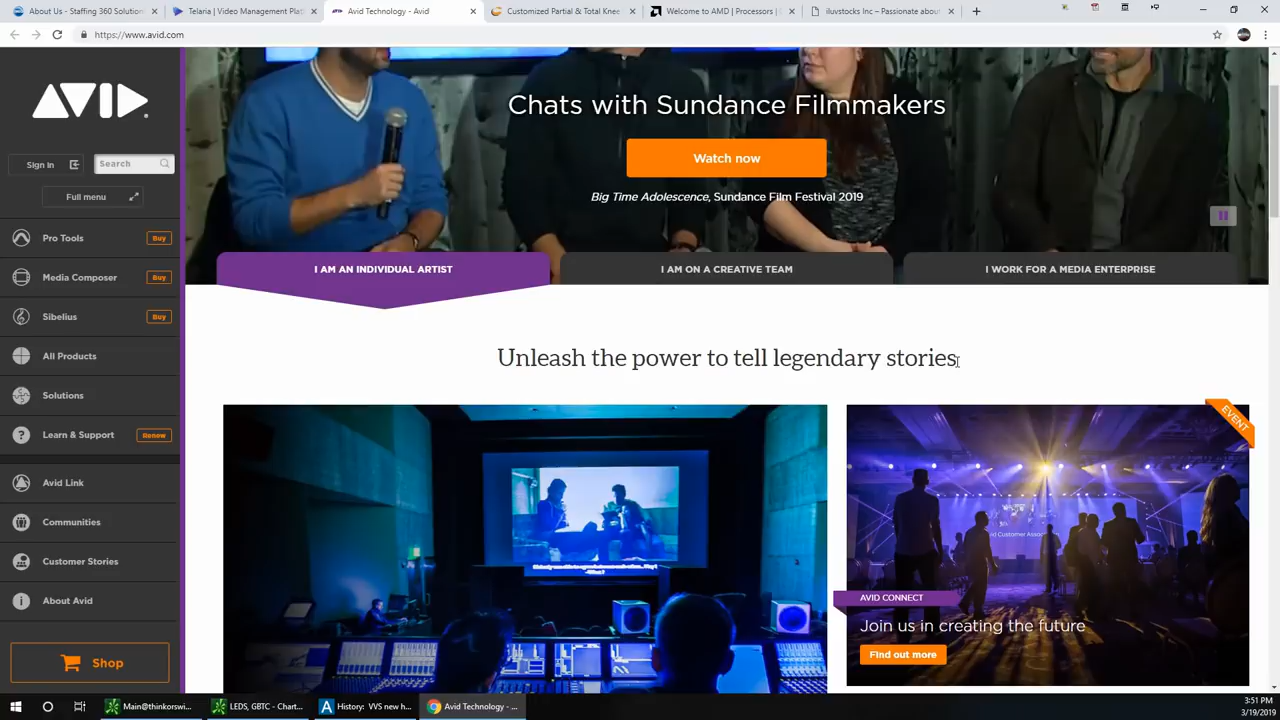 About Us - Staffing 360 Solution
Telaria | Video Management Plat
Avid Technology - Avid
Customized Partial & Total Knee
Welcome to AMD | Processors |
iluvstocks Inc – Passionate abou
https://www.avid.com
AVID
Sign In
Search
Full menu
Pro Tools
Buy
Media Composer
Buy
Sibelius
Buy
All Products
Solutions
Learn & Support
Renew
Avid Link
Communities
Customer Stories
About Avid
Shop
Chats with Sundance Filmmakers
Watch now
Big Time Adolescence, Sundance Film Festival 2019
I AM AN INDIVIDUAL ARTIST
I AM ON A CREATIVE TEAM
I WORK FOR A MEDIA ENTERPRISE
Unleash the power to tell legendary stories
EVENT
AVID CONNECT
Join us in creating the future
Find out more
Main@thinkorswi...
LEDS, GBTC - Chart...
History: VVS new h...
Avid Technology - ...
3:51 PM
3/19/2019